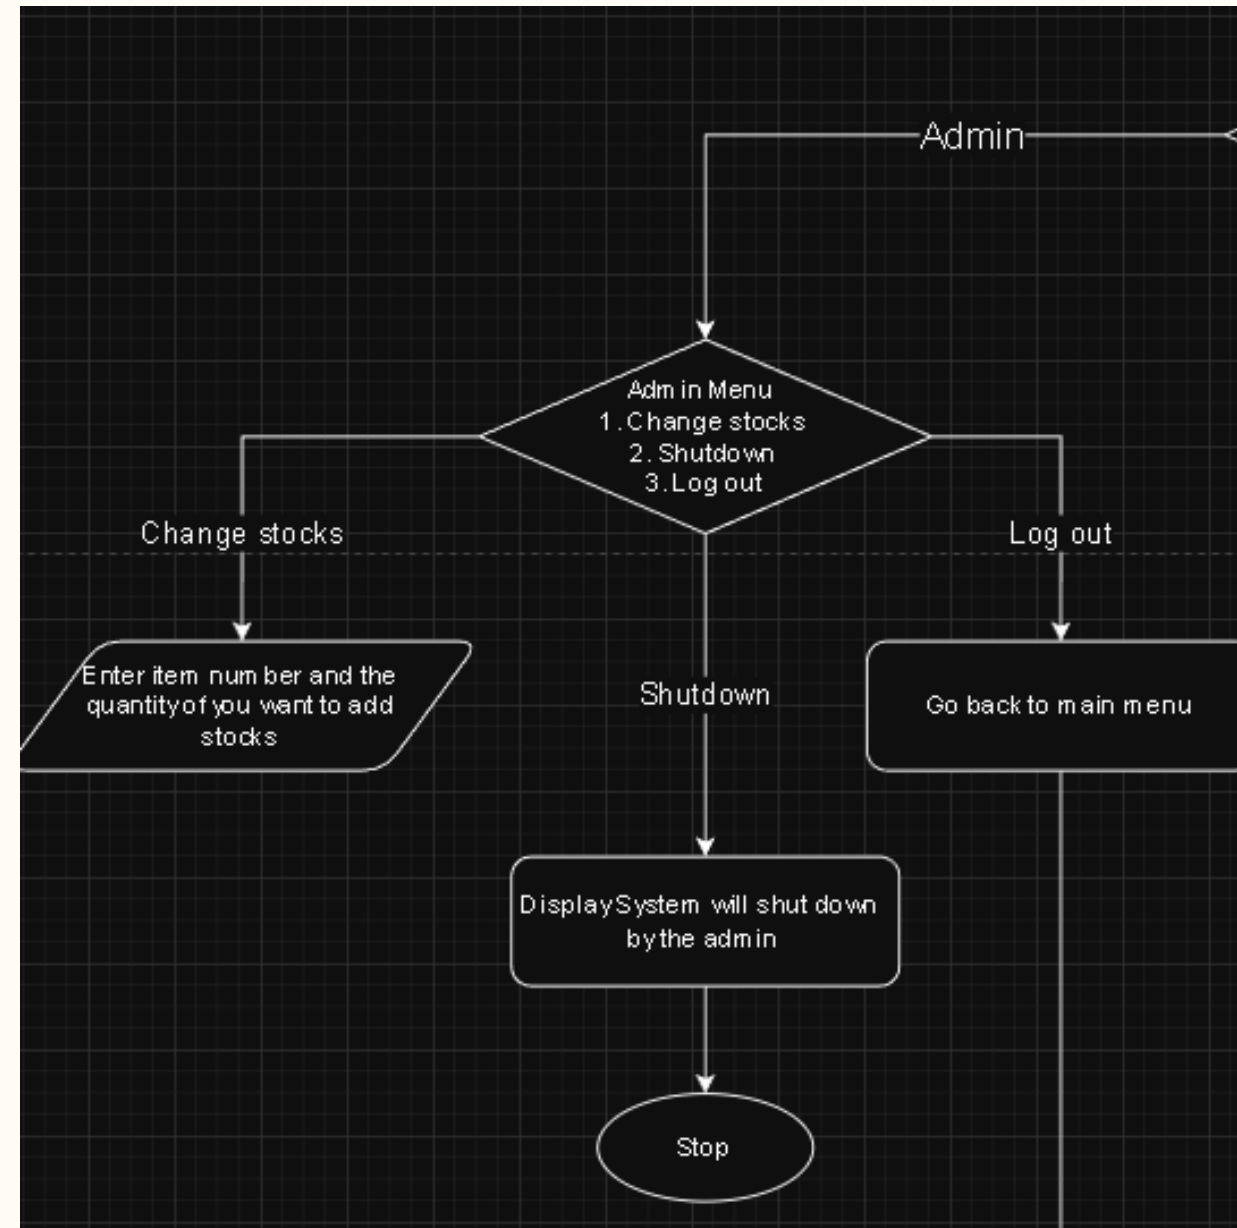 Admin
Admin Menu
1. Change stocks
2. Shutdown
3. Log out
Change stocks
Log out
Enter item number and the
quantity of you want to add
stocks
Shutdown
Go back to main menu
Display System will shut down
by the admin
Stop